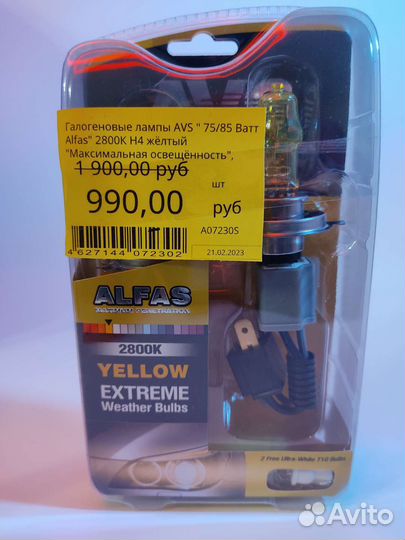 Галогеновые лампы AVS " 75/85 Ватт
Alfas" 2800K H4 жёлтый
"Максимальная освещённость",
1 900,00 руб
шт
990,00 руб
A07230S
4 627144 072302
21.02.2023
ALFAS
MAXIMUM PENETRATION
2800K
YELLOW
EXTREME
Weather Bulbs
2 Free Ultra-White T10 Bulbs
Avito